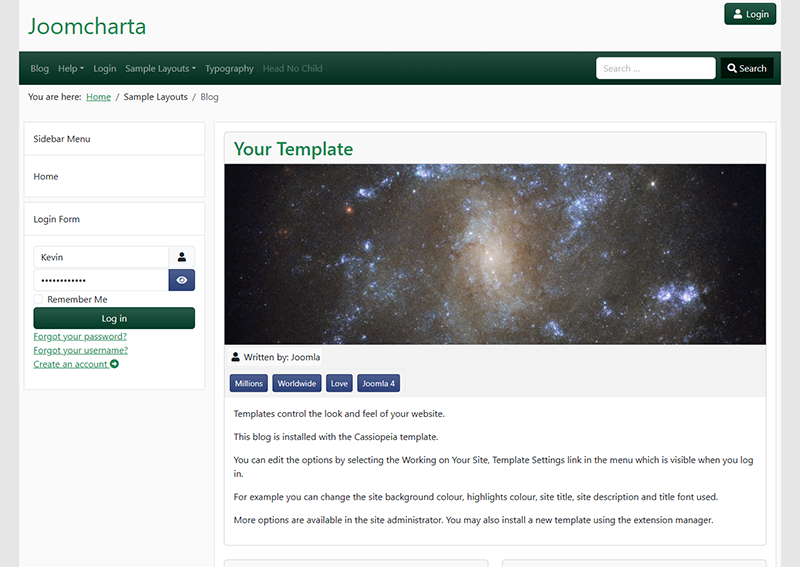 Joomcharta
Login
Blog Help Login Sample Layouts Typography Head No Child
Search ...
Search
You are here: Home / Sample Layouts / Blog
Sidebar Menu
Home
Login Form
Kevin
••••••••••••
Remember Me
Log in
Forgot your password?
Forgot your username?
Create an account
Your Template
Written by: Joomla
Millions Worldwide Love Joomla 4
Templates control the look and feel of your website.
This blog is installed with the Cassiopeia template.
You can edit the options by selecting the Working on Your Site, Template Settings link in the menu which is visible when you log
in.
For example you can change the site background colour, highlights colour, site title, site description and title font used.
More options are available in the site administrator. You may also install a new template using the extension manager.